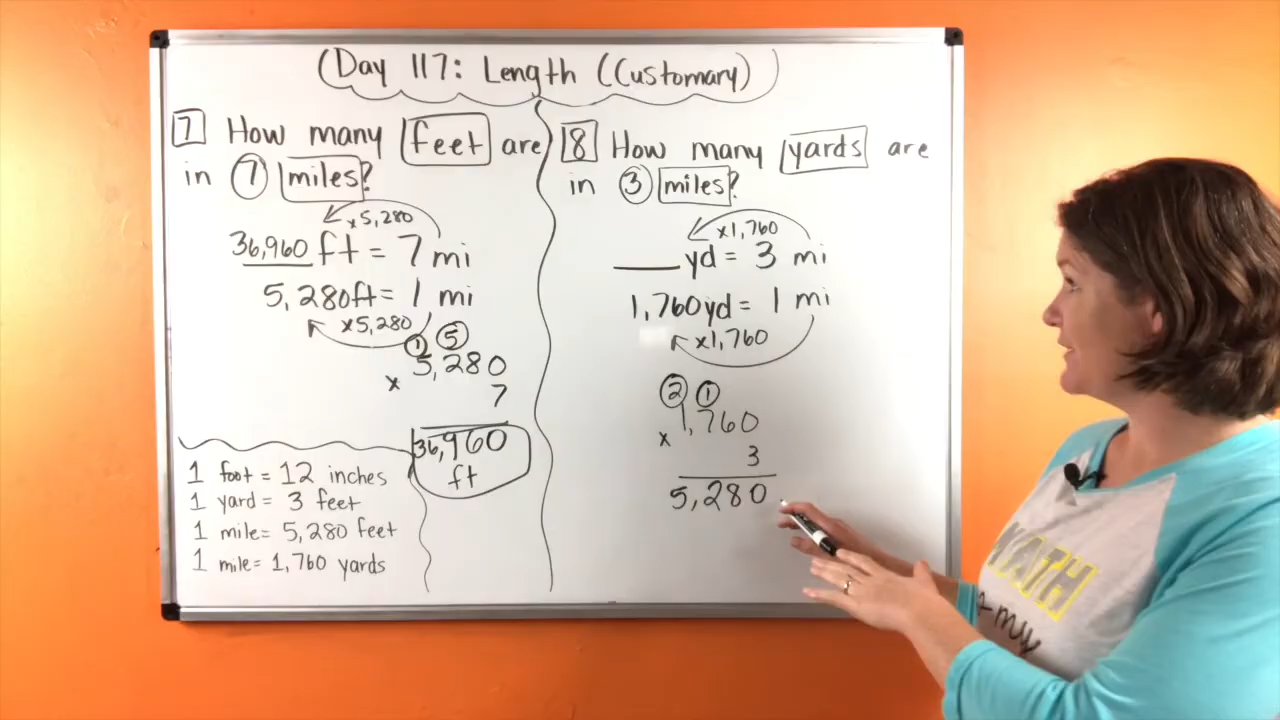 Day 117: Length (Customary)
7 How many feet are
in 7 miles?
x5,280
36,960 ft = 7 mi
5,280ft = 1 mi
x5,280
1 5
5,280
x 7
36,960
ft
1 foot = 12 inches
1 yard = 3 feet
1 mile = 5,280 feet
1 mile = 1,760 yards
8 How many yards are
in 3 miles?
x1,760
___ yd = 3 mi
1,760yd = 1 mi
x1,760
2 1
1,760
x 3
5,280
MATH
my